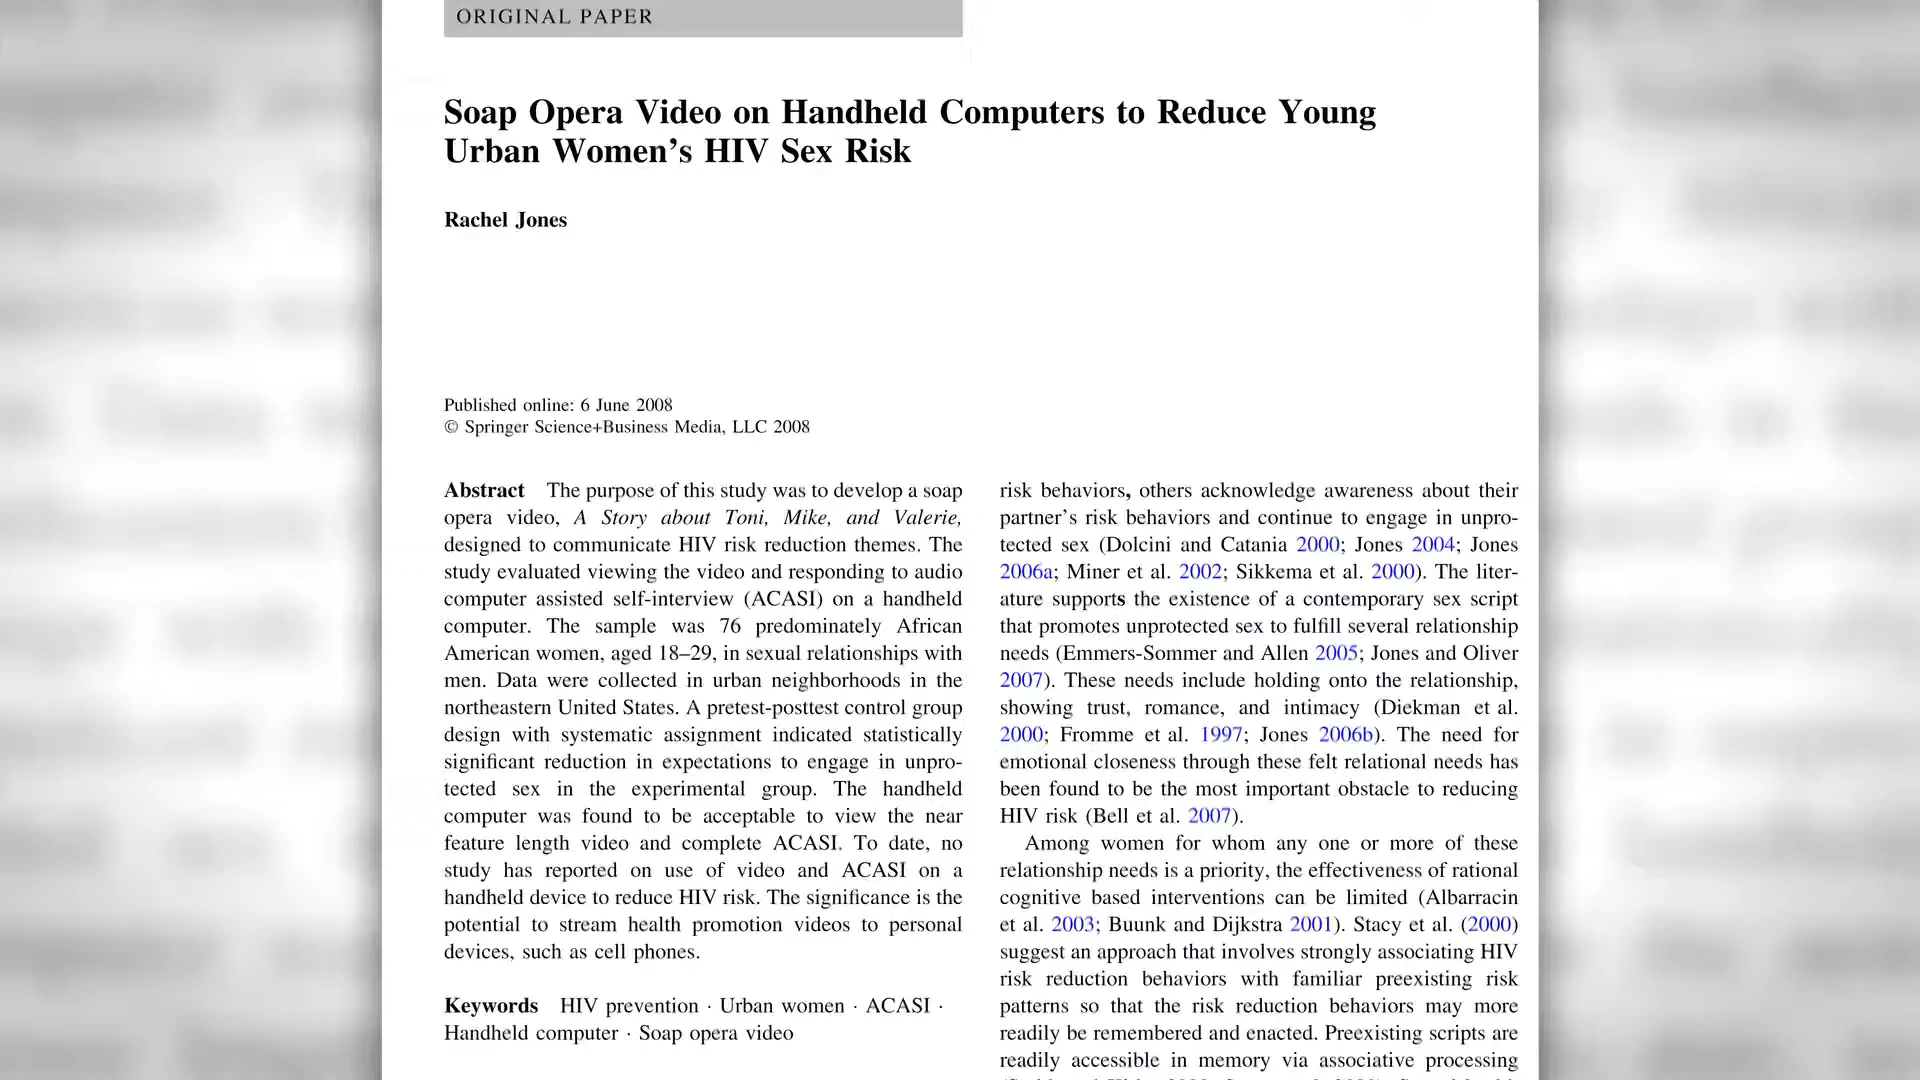 ORIGINAL PAPER
Soap Opera Video on Handheld Computers to Reduce Young
Urban Women's HIV Sex Risk
Rachel Jones
Published online: 6 June 2008
© Springer Science+Business Media, LLC 2008
Abstract The purpose of this study was to develop a soap
opera video, A Story about Toni, Mike, and Valerie,
designed to communicate HIV risk reduction themes. The
study evaluated viewing the video and responding to audio
computer assisted self-interview (ACASI) on a handheld
computer. The sample was 76 predominately African
American women, aged 18–29, in sexual relationships with
men. Data were collected in urban neighborhoods in the
northeastern United States. A pretest-posttest control group
design with systematic assignment indicated statistically
significant reduction in expectations to engage in unpro-
tected sex in the experimental group. The handheld
computer was found to be acceptable to view the near
feature length video and complete ACASI. To date, no
study has reported on use of video and ACASI on a
handheld device to reduce HIV risk. The significance is the
potential to stream health promotion videos to personal
devices, such as cell phones.
Keywords HIV prevention · Urban women · ACASI ·
Handheld computer · Soap opera video
risk behaviors, others acknowledge awareness about their
partner's risk behaviors and continue to engage in unpro-
tected sex (Dolcini and Catania 2000; Jones 2004; Jones
2006a; Miner et al. 2002; Sikkema et al. 2000). The liter-
ature supports the existence of a contemporary sex script
that promotes unprotected sex to fulfill several relationship
needs (Emmers-Sommer and Allen 2005; Jones and Oliver
2007). These needs include holding onto the relationship,
showing trust, romance, and intimacy (Diekman et al.
2000; Fromme et al. 1997; Jones 2006b). The need for
emotional closeness through these felt relational needs has
been found to be the most important obstacle to reducing
HIV risk (Bell et al. 2007).
Among women for whom any one or more of these
relationship needs is a priority, the effectiveness of rational
cognitive based interventions can be limited (Albarracin
et al. 2003; Buunk and Dijkstra 2001). Stacy et al. (2000)
suggest an approach that involves strongly associating HIV
risk reduction behaviors with familiar preexisting risk
patterns so that the risk reduction behaviors may more
readily be remembered and enacted. Preexisting scripts are
readily accessible in memory via associative processing